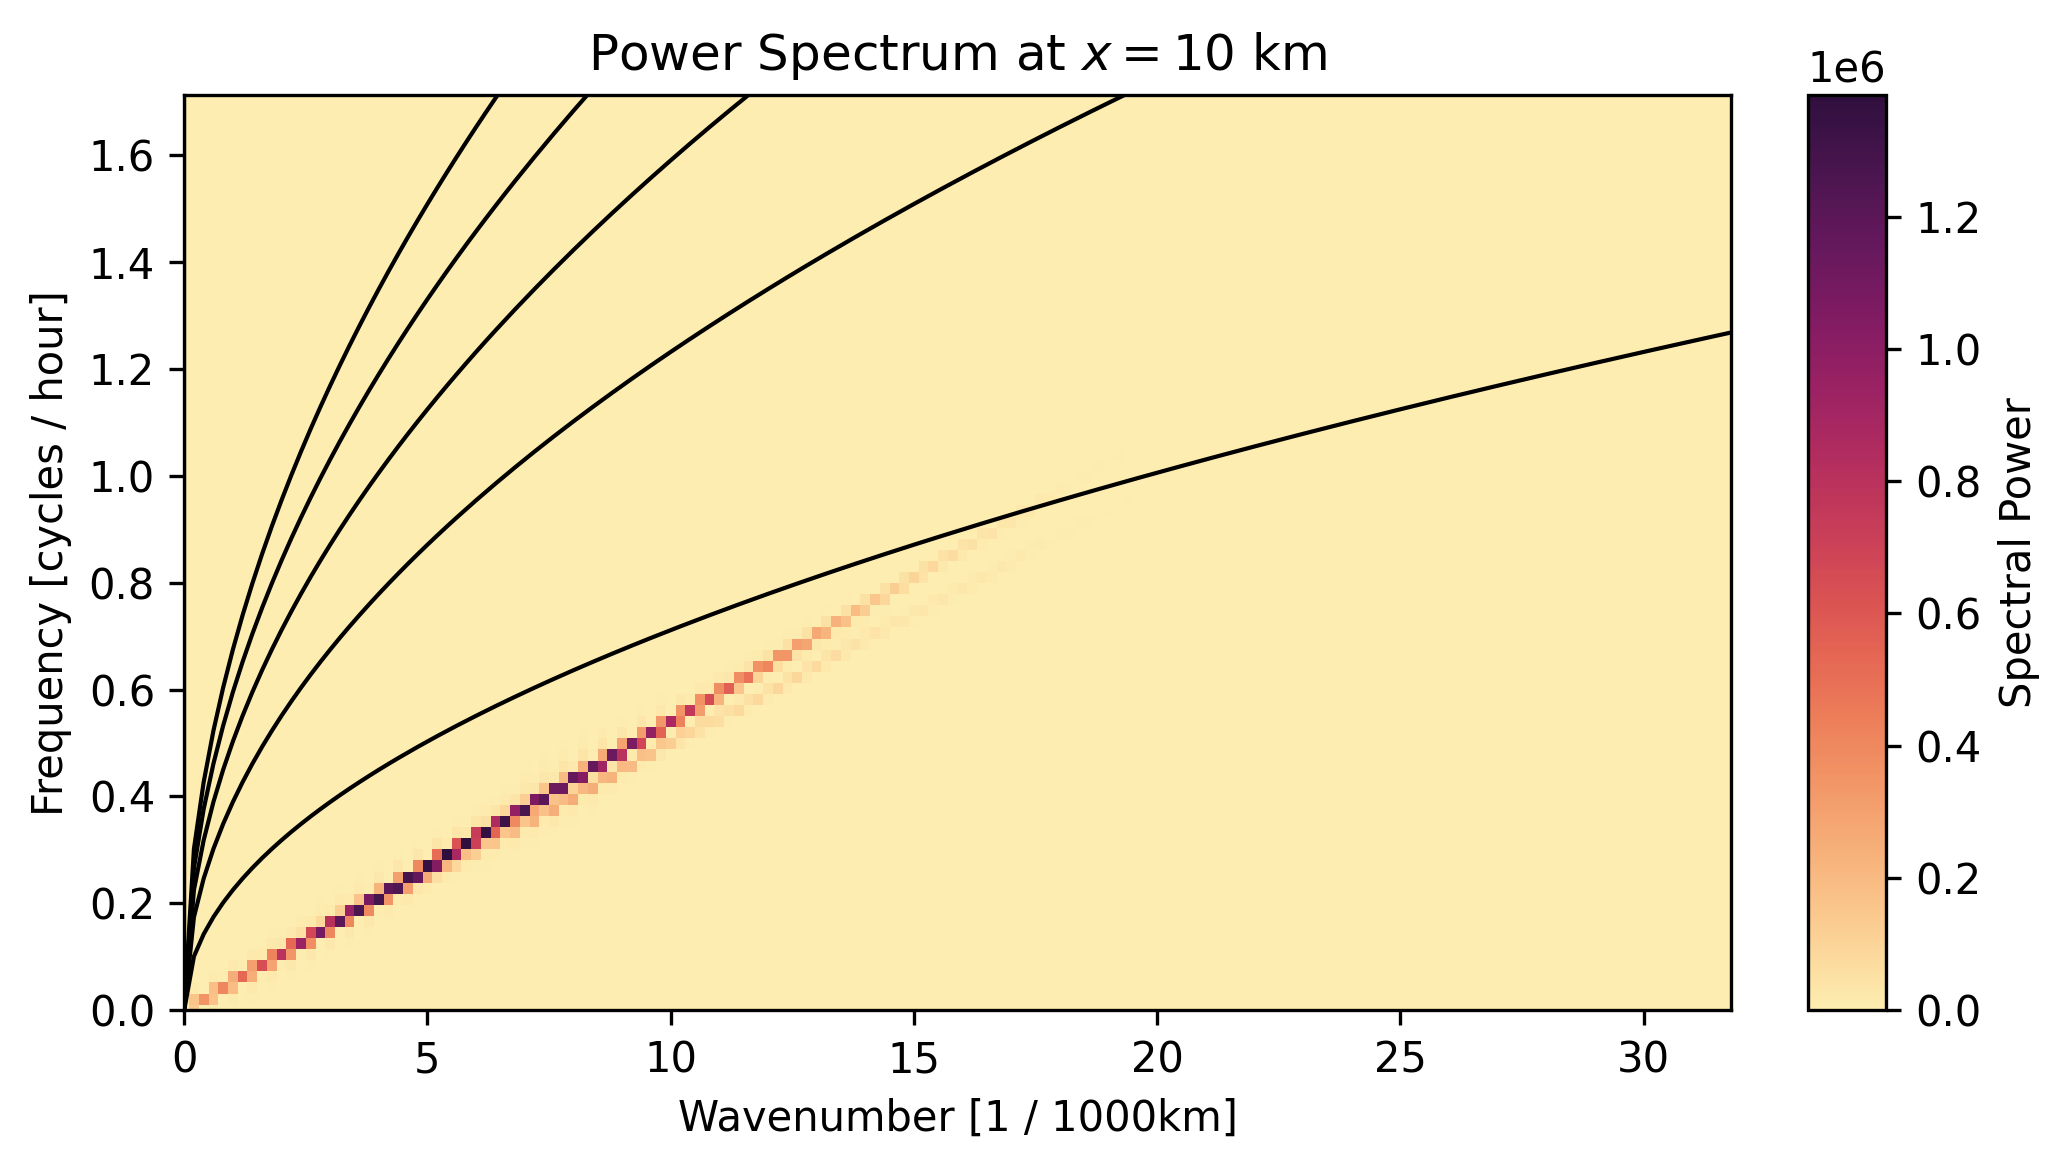 Power Spectrum at x = 10 km
1e6
1.6
1.4
1.2
1.0
0.8
0.6
0.4
0.2
0.0
Frequency [cycles / hour]
0 5 10 15 20 25 30
Wavenumber [1 / 1000km]
1.2
1.0
0.8
0.6
0.4
0.2
0.0
Spectral Power